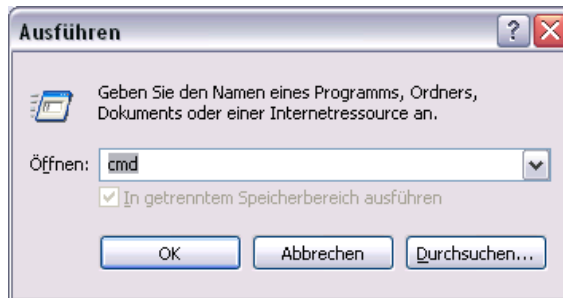 Ausführen
Geben Sie den Namen eines Programms, Ordners,
Dokuments oder einer Internetressource an.
Öffnen: cmd
In getrenntem Speicherbereich ausführen
OK Abbrechen Durchsuchen...